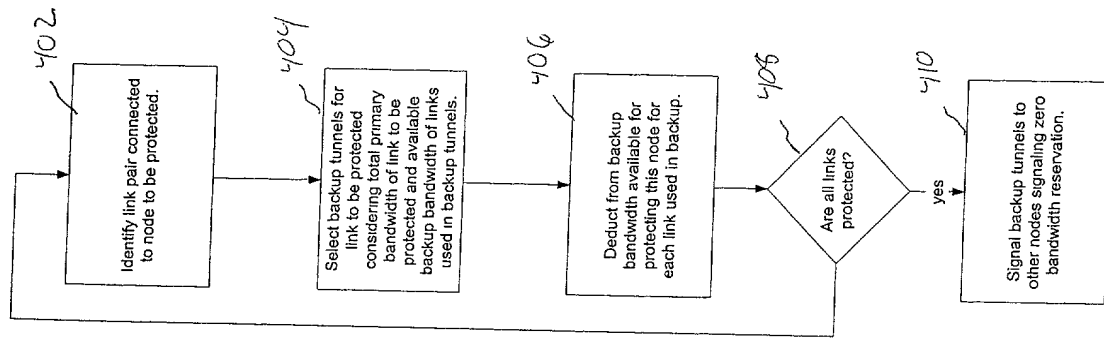 402
Identify link pair connected
to node to be protected.
404
Select backup tunnels for
link to be protected
considering total primary
bandwidth of link to be
protected and available
backup bandwidth of links
used in backup tunnels.
406
Deduct from backup
bandwidth available for
protecting this node for
each link used in backup.
408
Are all links
protected?
yes
410
Signal backup tunnels to
other nodes signaling zero
bandwidth reservation.